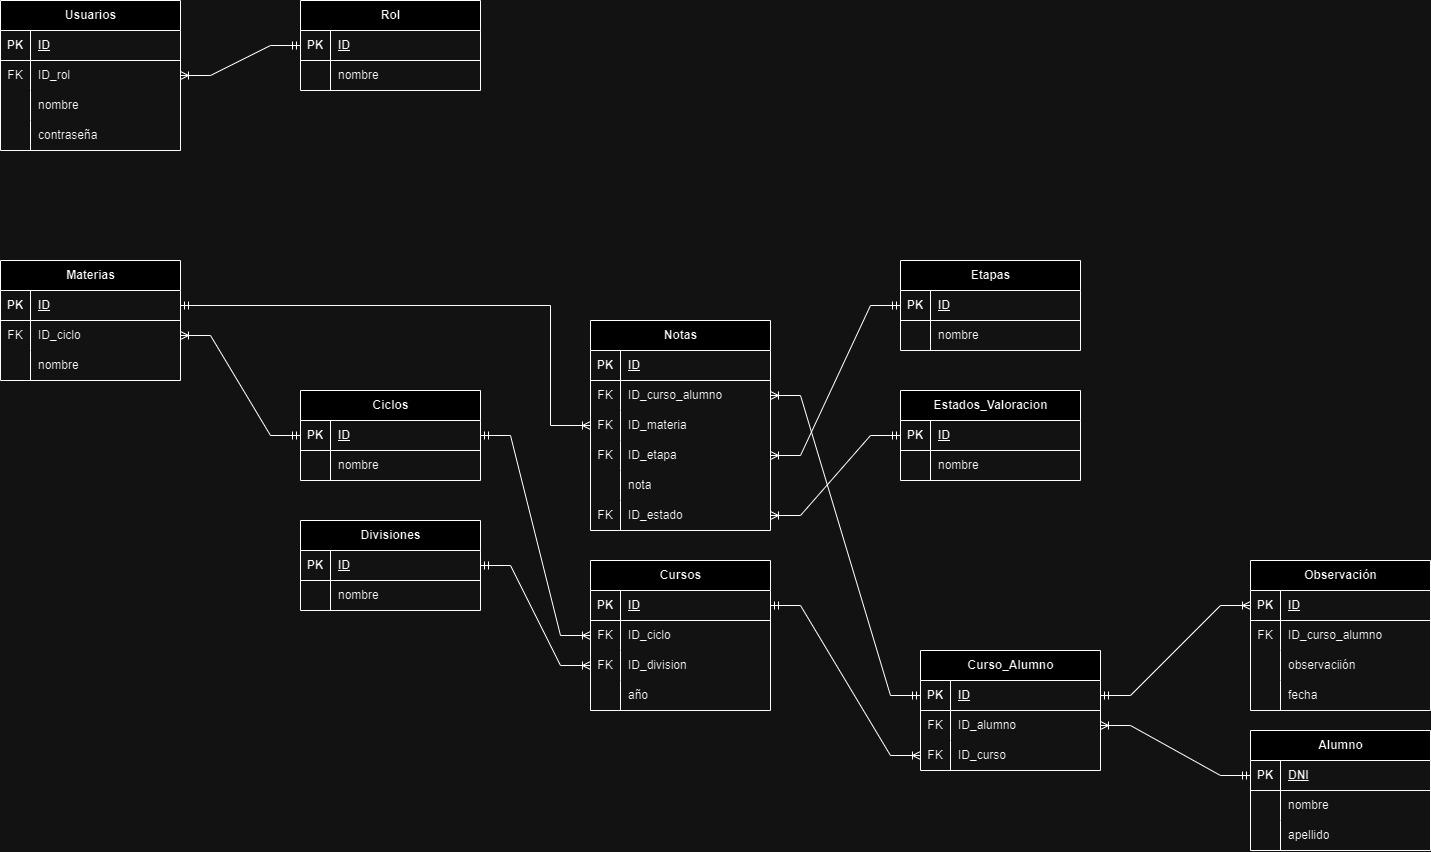 Usuarios
PK ID
FK ID_rol
nombre
contraseña
Rol
PK ID
nombre
Materias
PK ID
FK ID_ciclo
nombre
Ciclos
PK ID
nombre
Divisiones
PK ID
nombre
Notas
PK ID
FK ID_curso_alumno
FK ID_materia
FK ID_etapa
nota
FK ID_estado
Cursos
PK ID
FK ID_ciclo
FK ID_division
año
Etapas
PK ID
nombre
Estados_Valoracion
PK ID
nombre
Curso_Alumno
PK ID
FK ID_alumno
FK ID_curso
Observación
PK ID
FK ID_curso_alumno
observaciión
fecha
Alumno
PK DNI
nombre
apellido